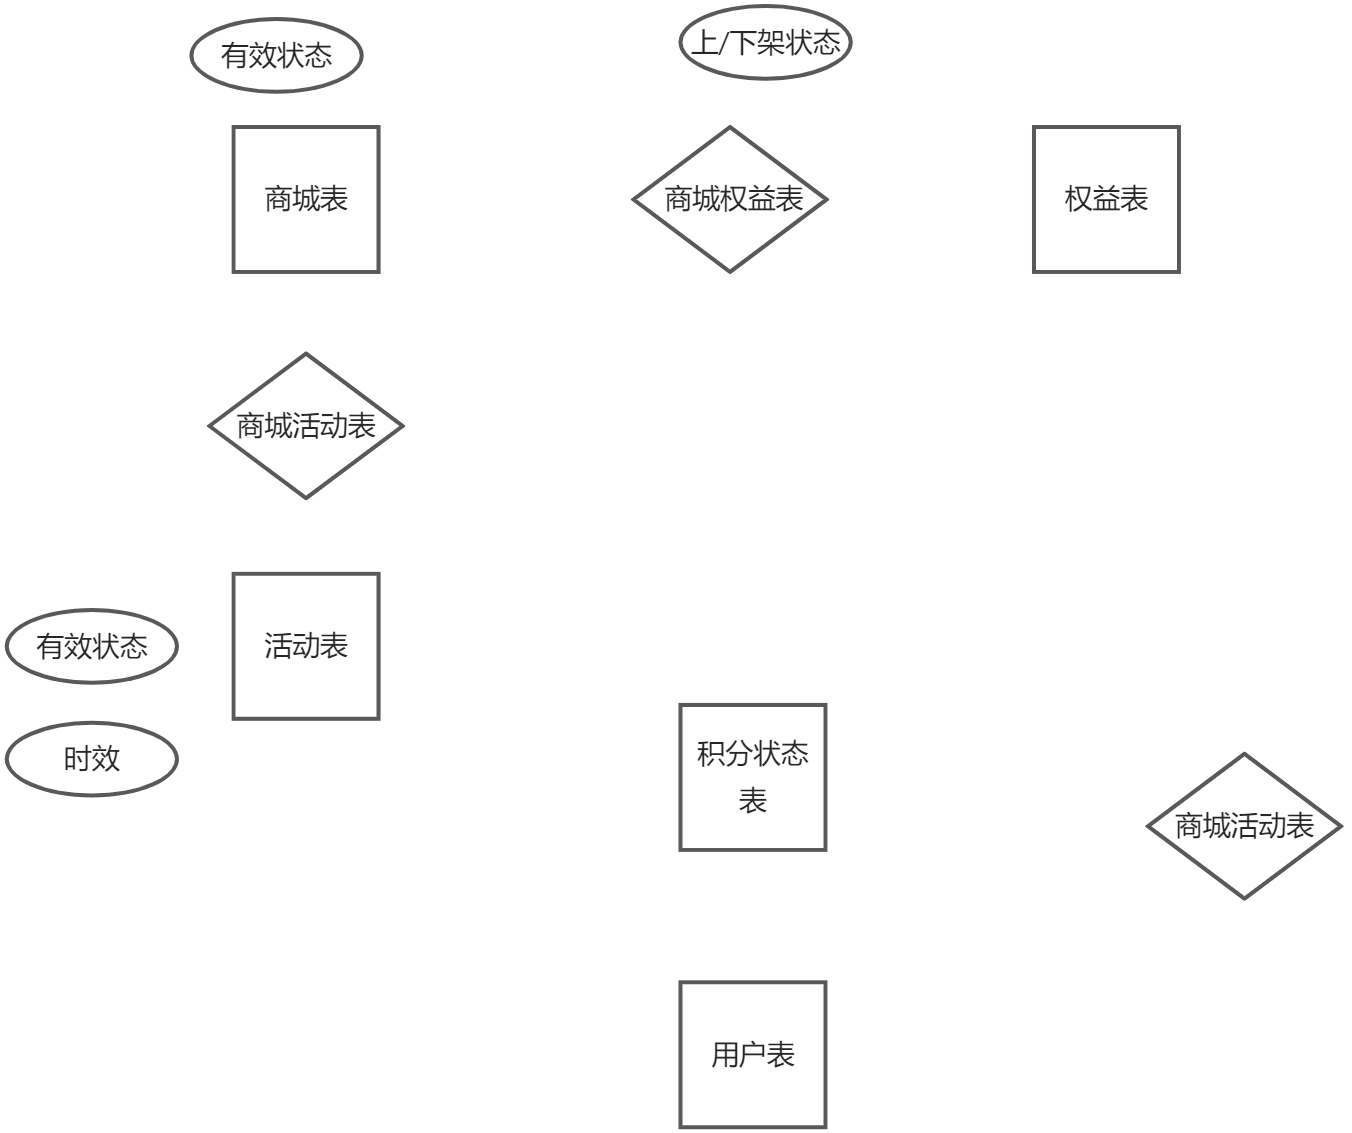 有效状态
上/下架状态
商城表
商城权益表
权益表
商城活动表
有效状态
活动表
时效
积分状态
表
商城活动表
用户表